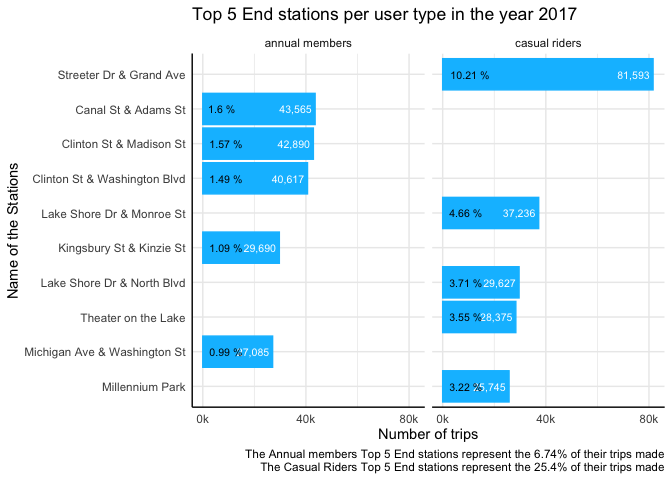 Top 5 End stations per user type in the year 2017
annual members casual riders
Streeter Dr & Grand Ave 10.21 % 81,593
Canal St & Adams St 1.6 % 43,565
Clinton St & Madison St 1.57 % 42,890
Clinton St & Washington Blvd 1.49 % 40,617
Lake Shore Dr & Monroe St 4.66 % 37,236
Kingsbury St & Kinzie St 1.09 % 29,690
Lake Shore Dr & North Blvd 3.71 % 29,627
Theater on the Lake 3.55 % 28,375
Michigan Ave & Washington St 0.99 %
Millennium Park 3.22 %
0k 40k 80k 0k 40k 80k
Number of trips
Name of the Stations
The Annual members Top 5 End stations represent the 6.74% of their trips made
The Casual Riders Top 5 End stations represent the 25.4% of their trips made